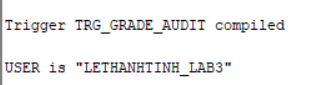 Trigger TRG_GRADE_AUDIT compiled
USER is "LETHANHTINH_LAB3"